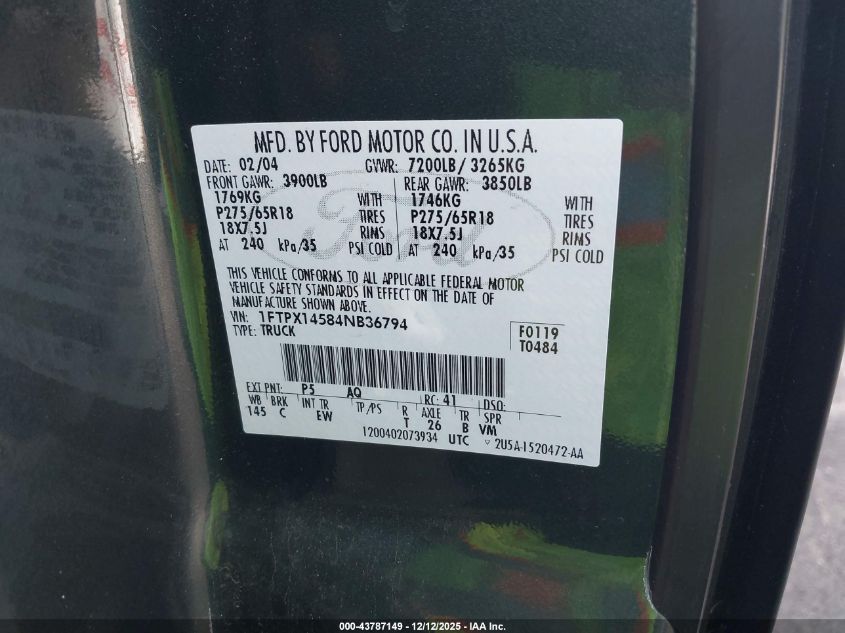 MFD. BY FORD MOTOR CO. IN U.S.A.
DATE: 02/04 GVWR: 7200LB/ 3265KG
FRONT GAWR: 3900LB REAR GAWR: 3850LB
1769KG WITH 1746KG WITH
P275/65R18 TIRES P275/65R18 TIRES
18X7.5J RIMS 18X7.5J RIMS
AT 240 kPa/35 PSI COLD AT 240 kPa/35 PSI COLD
Ford
THIS VEHICLE CONFORMS TO ALL APPLICABLE FEDERAL MOTOR
VEHICLE SAFETY STANDARDS IN EFFECT ON THE DATE OF
MANUFACTURE SHOWN ABOVE.
VIN: 1FTPX14584NB36794
TYPE: TRUCK
F0119
T0484
EXT PNT: P5 AQ RC: 41 DSO:
WB BRK INT TR TP/PS R AXLE TR SPR
145 C EW T 26 B VM
1200402073934 UTC 2U5A-1520472-AA
000-43787149 - 12/12/2025 - IAA Inc.